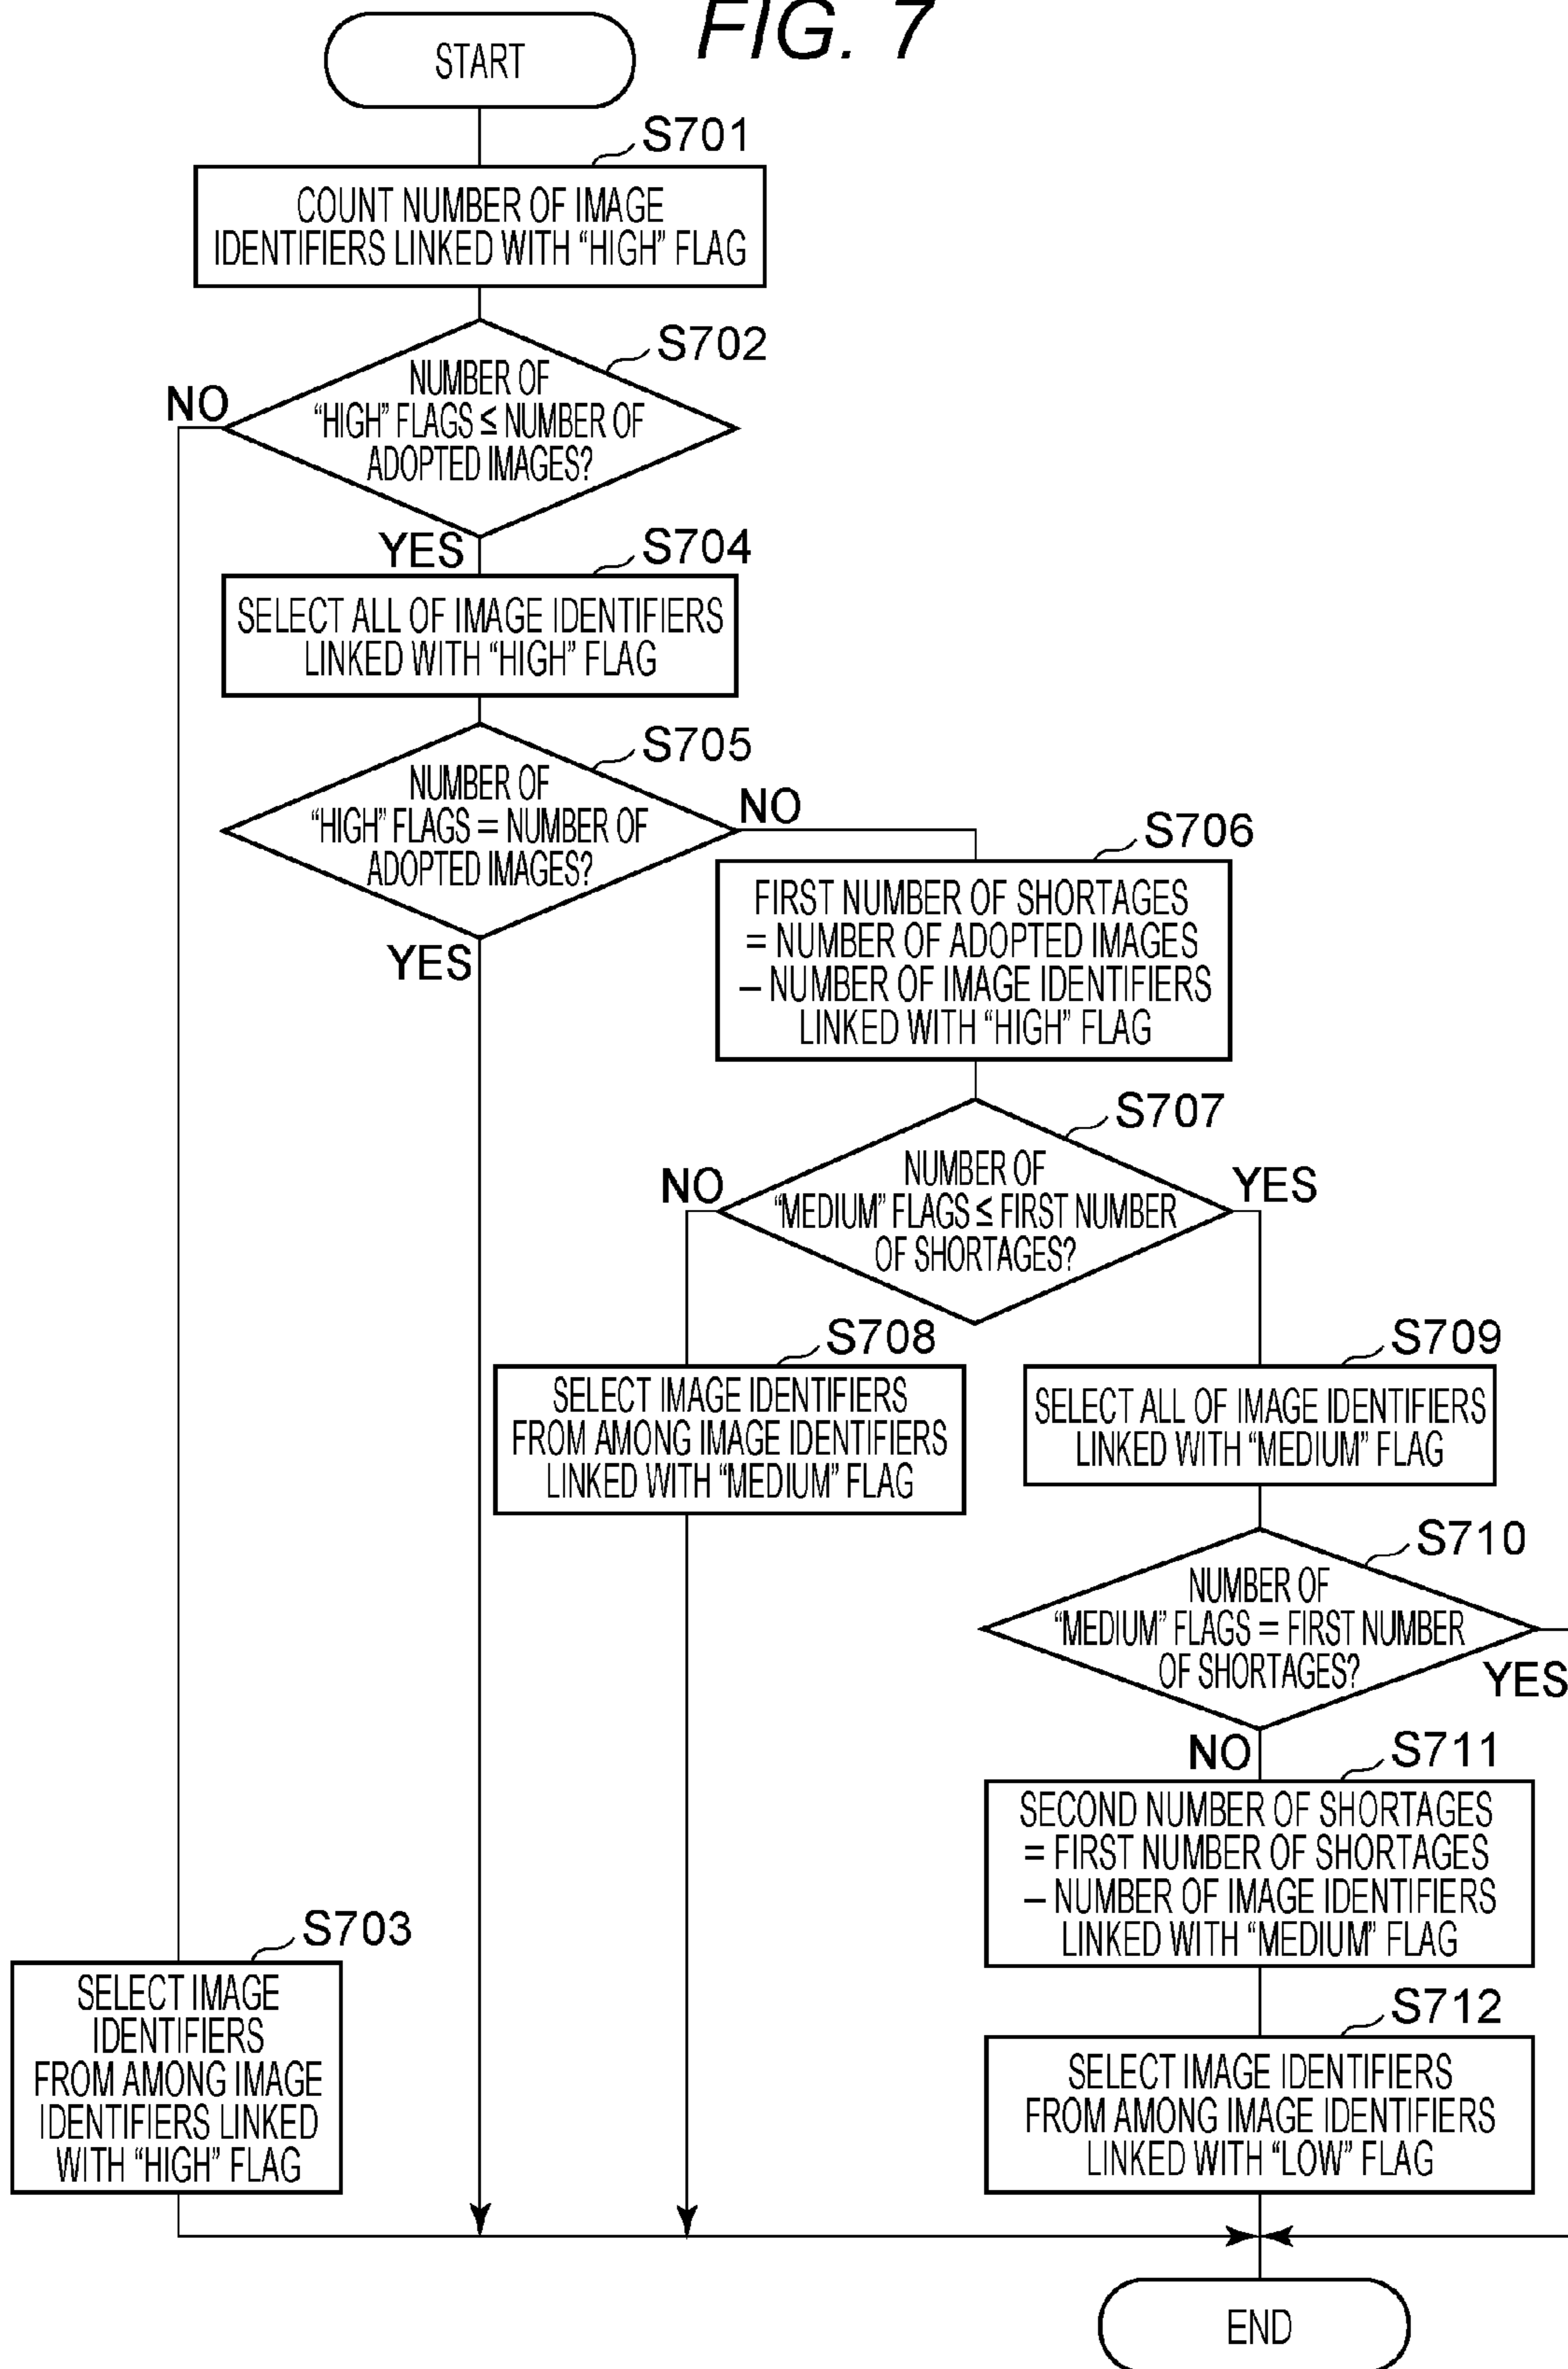 FIG. 7
START
S701
COUNT NUMBER OF IMAGE
IDENTIFIERS LINKED WITH “HIGH” FLAG
S702
NUMBER OF
“HIGH” FLAGS ≤ NUMBER OF
ADOPTED IMAGES?
NO
YES
S704
SELECT ALL OF IMAGE IDENTIFIERS
LINKED WITH “HIGH” FLAG
S705
NUMBER OF
“HIGH” FLAGS = NUMBER OF
ADOPTED IMAGES?
NO
YES
S706
FIRST NUMBER OF SHORTAGES
= NUMBER OF ADOPTED IMAGES
– NUMBER OF IMAGE IDENTIFIERS
LINKED WITH “HIGH” FLAG
S707
NUMBER OF
“MEDIUM” FLAGS ≤ FIRST NUMBER
OF SHORTAGES?
NO
YES
S708
SELECT IMAGE IDENTIFIERS
FROM AMONG IMAGE IDENTIFIERS
LINKED WITH “MEDIUM” FLAG
S709
SELECT ALL OF IMAGE IDENTIFIERS
LINKED WITH “MEDIUM” FLAG
S710
NUMBER OF
“MEDIUM” FLAGS = FIRST NUMBER
OF SHORTAGES?
YES
NO
S711
SECOND NUMBER OF SHORTAGES
= FIRST NUMBER OF SHORTAGES
– NUMBER OF IMAGE IDENTIFIERS
LINKED WITH “MEDIUM” FLAG
S703
SELECT IMAGE
IDENTIFIERS
FROM AMONG IMAGE
IDENTIFIERS LINKED
WITH “HIGH” FLAG
S712
SELECT IMAGE IDENTIFIERS
FROM AMONG IMAGE IDENTIFIERS
LINKED WITH “LOW” FLAG
END